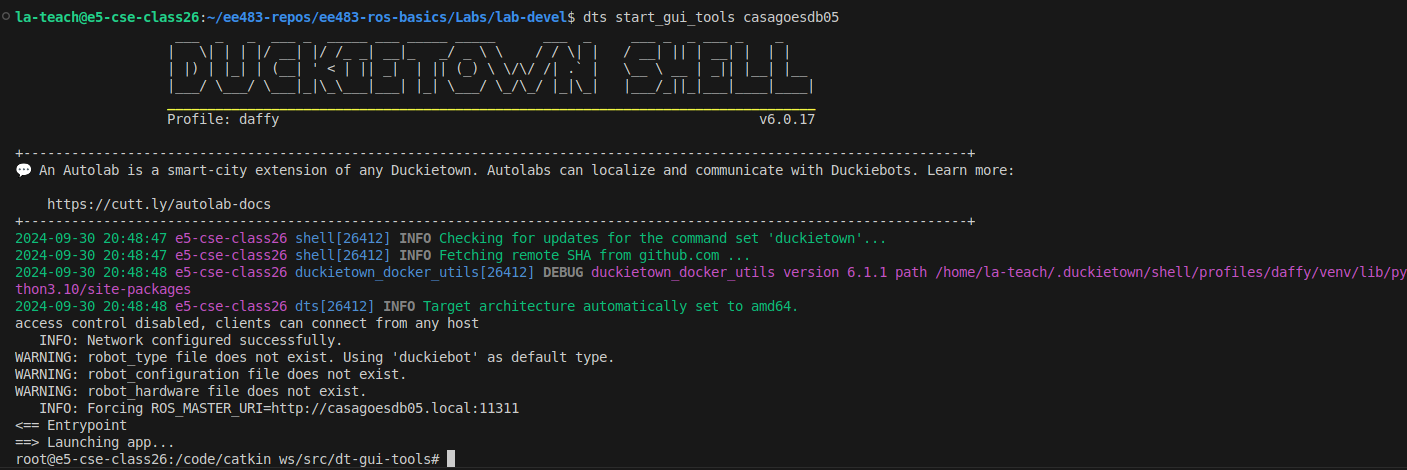 la-teach@e5-cse-class26:~/ee483-repos/ee483-ros-basics/Labs/lab-devel$ dts start_gui_tools casagoesdb05
DUCKIETOWN SHELL
Profile: daffy v6.0.17
+----------------------------------------------------------------------------------------------------------------------+
💬 An Autolab is a smart-city extension of any Duckietown. Autolabs can localize and communicate with Duckiebots. Learn more:
https://cutt.ly/autolab-docs
+----------------------------------------------------------------------------------------------------------------------+
2024-09-30 20:48:47 e5-cse-class26 shell[26412] INFO Checking for updates for the command set 'duckietown'...
2024-09-30 20:48:47 e5-cse-class26 shell[26412] INFO Fetching remote SHA from github.com ...
2024-09-30 20:48:48 e5-cse-class26 duckietown_docker_utils[26412] DEBUG duckietown_docker_utils version 6.1.1 path /home/la-teach/.duckietown/shell/profiles/daffy/venv/lib/py
thon3.10/site-packages
2024-09-30 20:48:48 e5-cse-class26 dts[26412] INFO Target architecture automatically set to amd64.
access control disabled, clients can connect from any host
INFO: Network configured successfully.
WARNING: robot_type file does not exist. Using 'duckiebot' as default type.
WARNING: robot_configuration file does not exist.
WARNING: robot_hardware file does not exist.
INFO: Forcing ROS_MASTER_URI=http://casagoesdb05.local:11311
<== Entrypoint
==> Launching app...
root@e5-cse-class26:/code/catkin ws/src/dt-gui-tools#